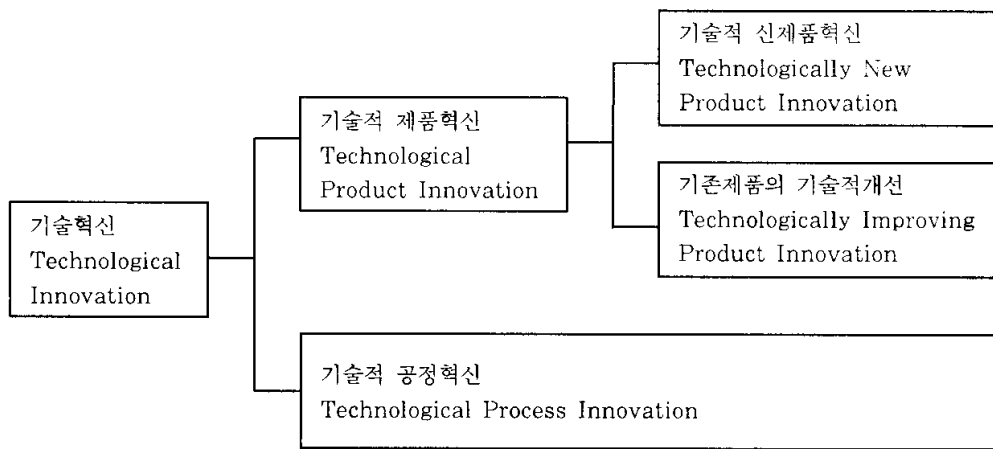 기술혁신
Technological
Innovation
기술적 제품혁신
Technological
Product Innovation
기술적 신제품혁신
Technologically New
Product Innovation
기존제품의 기술적개선
Technologically Improving
Product Innovation
기술적 공정혁신
Technological Process Innovation